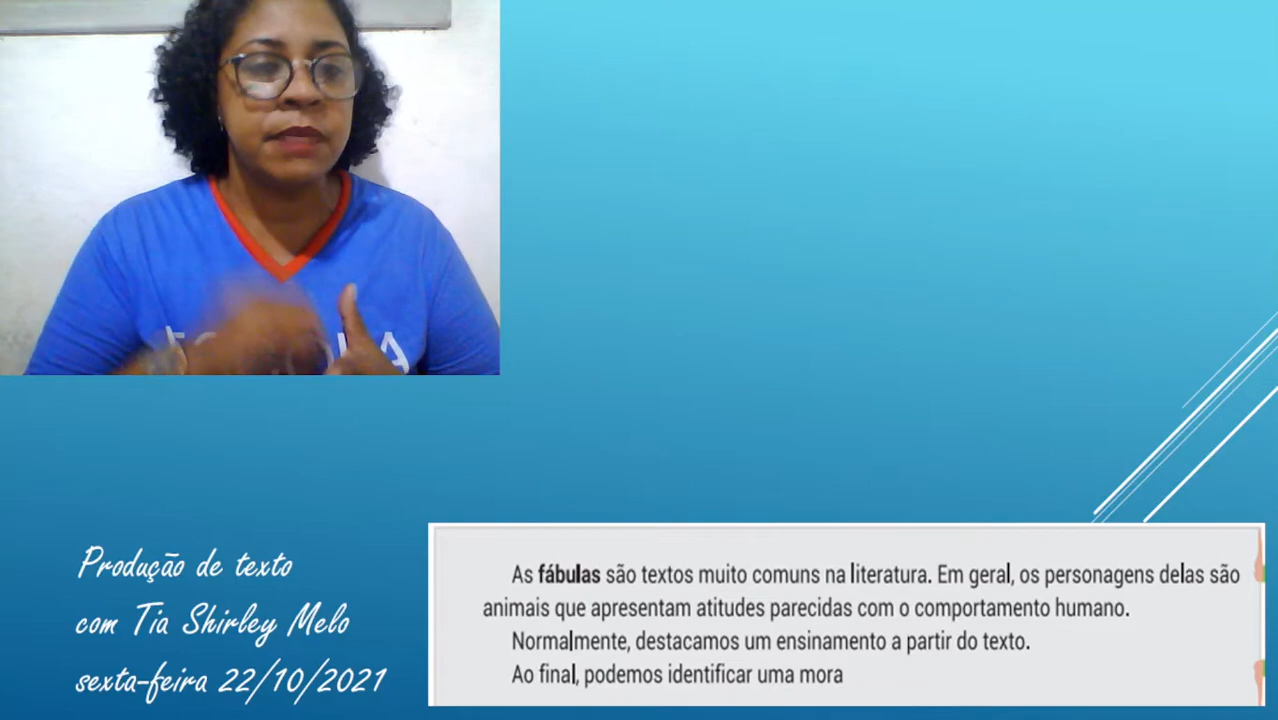 Produção de texto
com Tia Shirley Melo
sexta-feira 22/10/2021
As fábulas são textos muito comuns na literatura. Em geral, os personagens delas são
animais que apresentam atitudes parecidas com o comportamento humano.
Normalmente, destacamos um ensinamento a partir do texto.
Ao final, podemos identificar uma mora